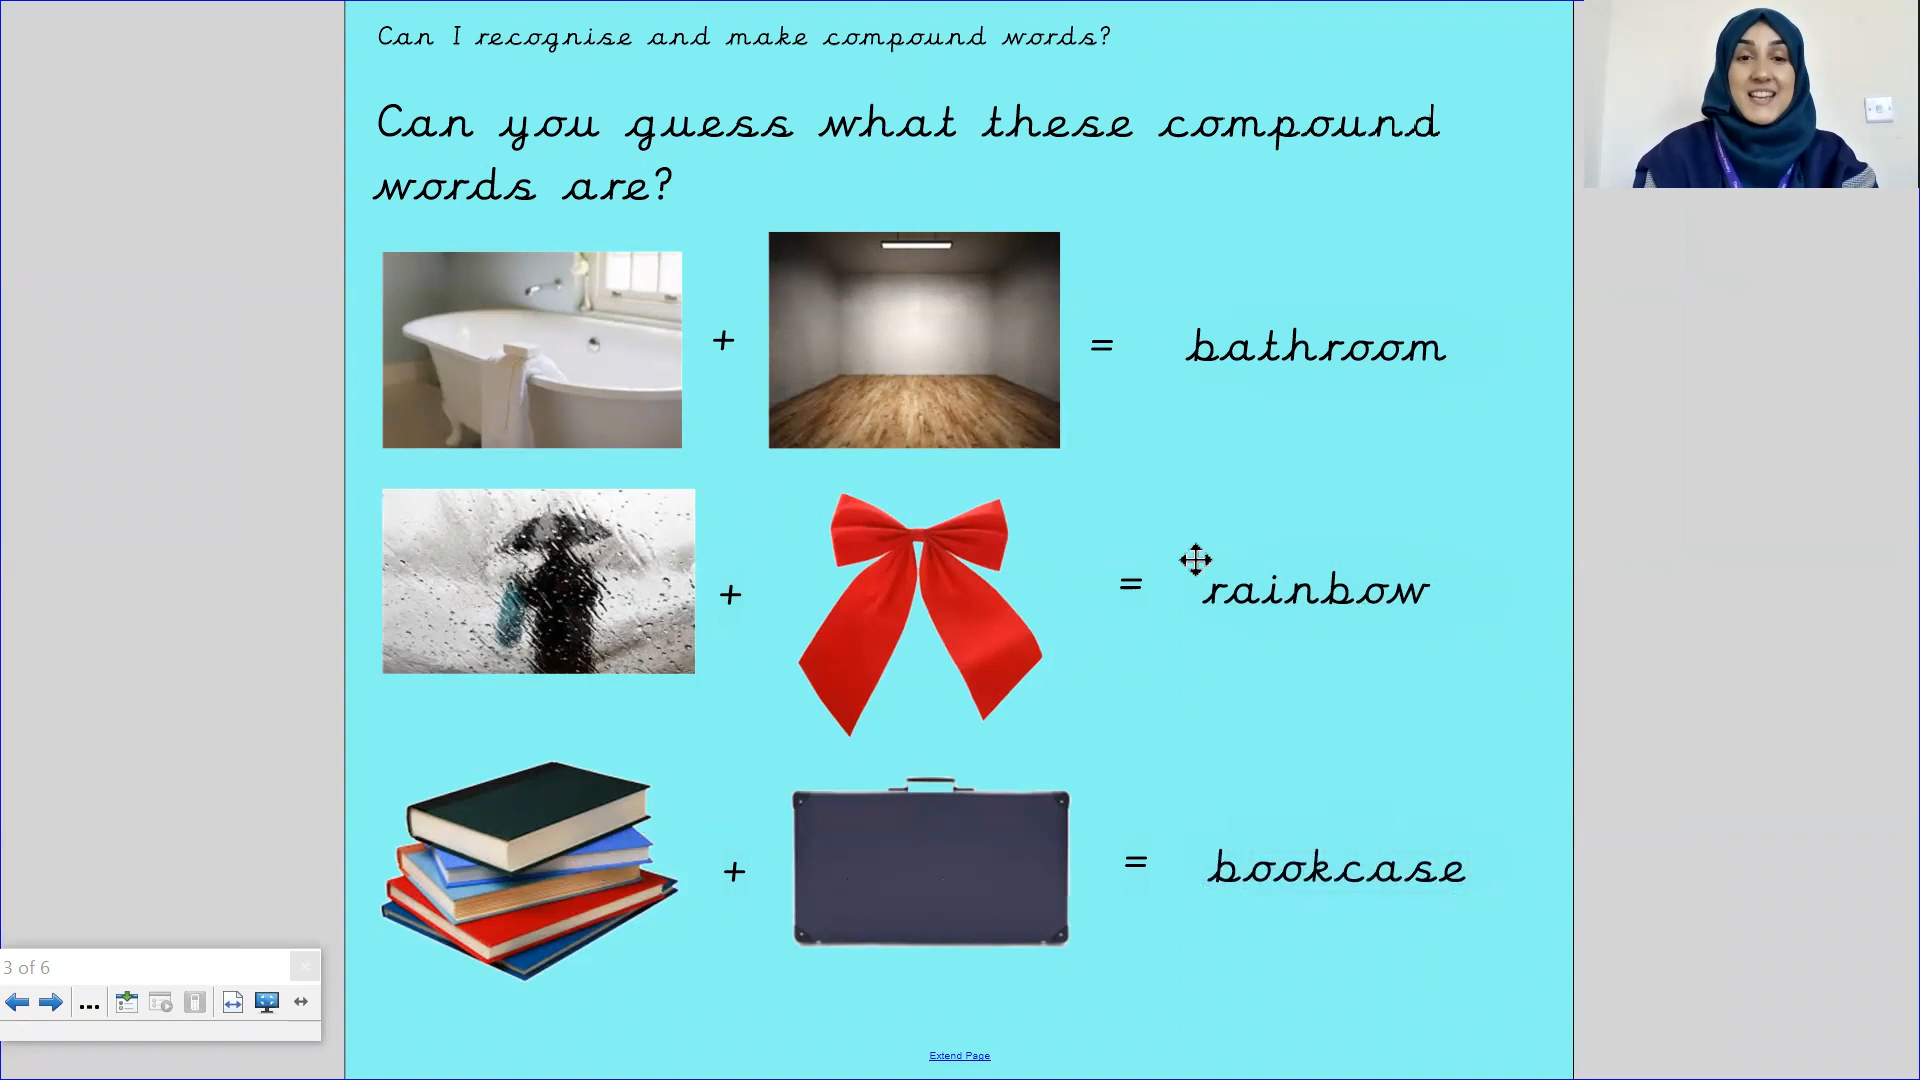 Can I recognise and make compound words?
Can you guess what these compound
words are?
+ = bathroom
+ = rainbow
+ = bookcase
3 of 6
Extend Page